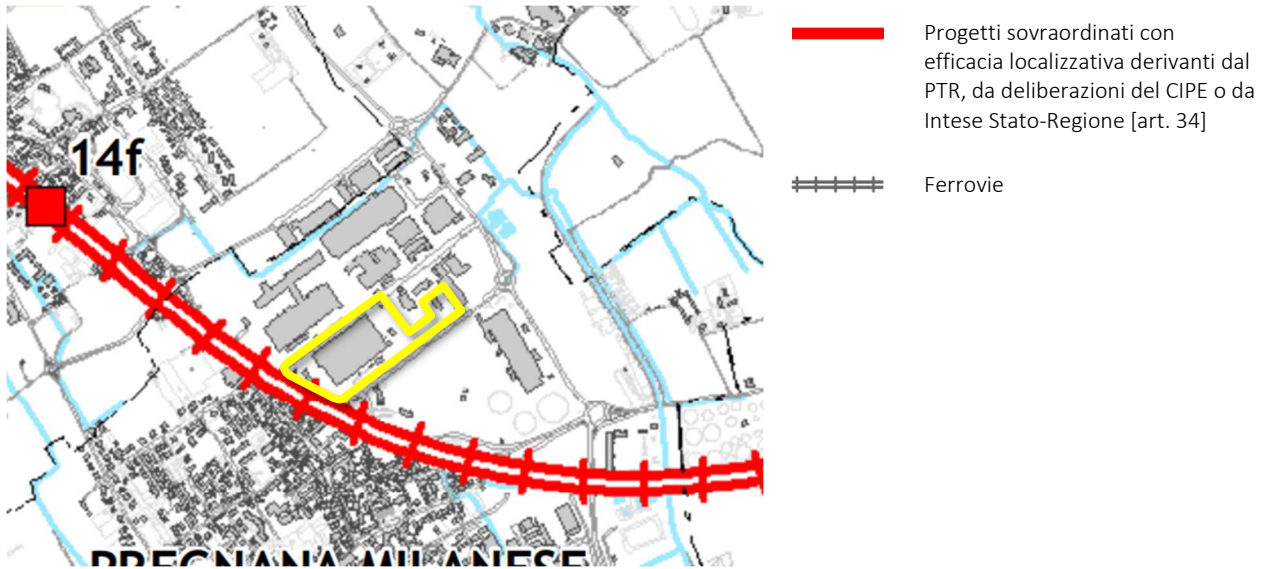 14f
PREGNANA MILANESE
Progetti sovraordinati con
efficacia localizzativa derivanti dal
PTR, da deliberazioni del CIPE o da
Intese Stato-Regione [art. 34]
Ferrovie